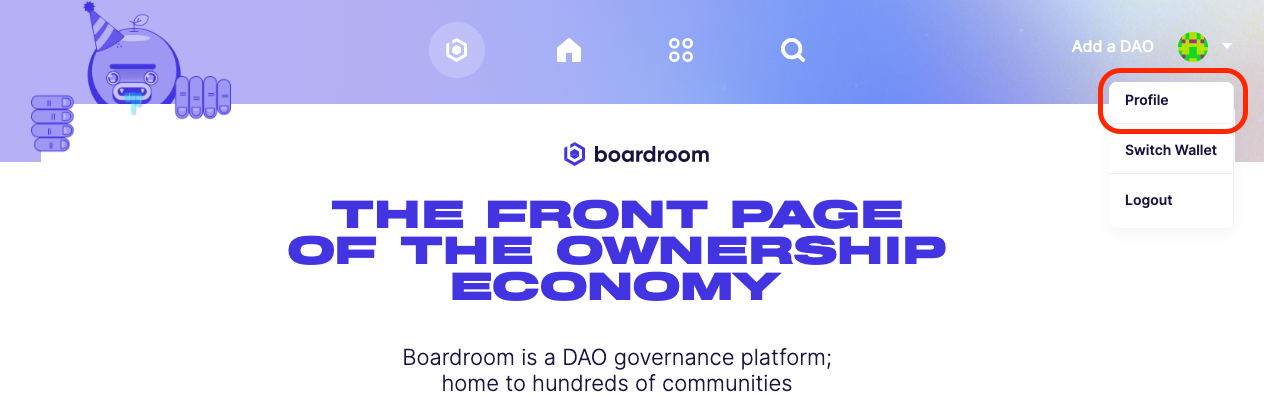 Add a DAO
Profile
Switch Wallet
Logout
boardroom
THE FRONT PAGE
OF THE OWNERSHIP
ECONOMY
Boardroom is a DAO governance platform;
home to hundreds of communities